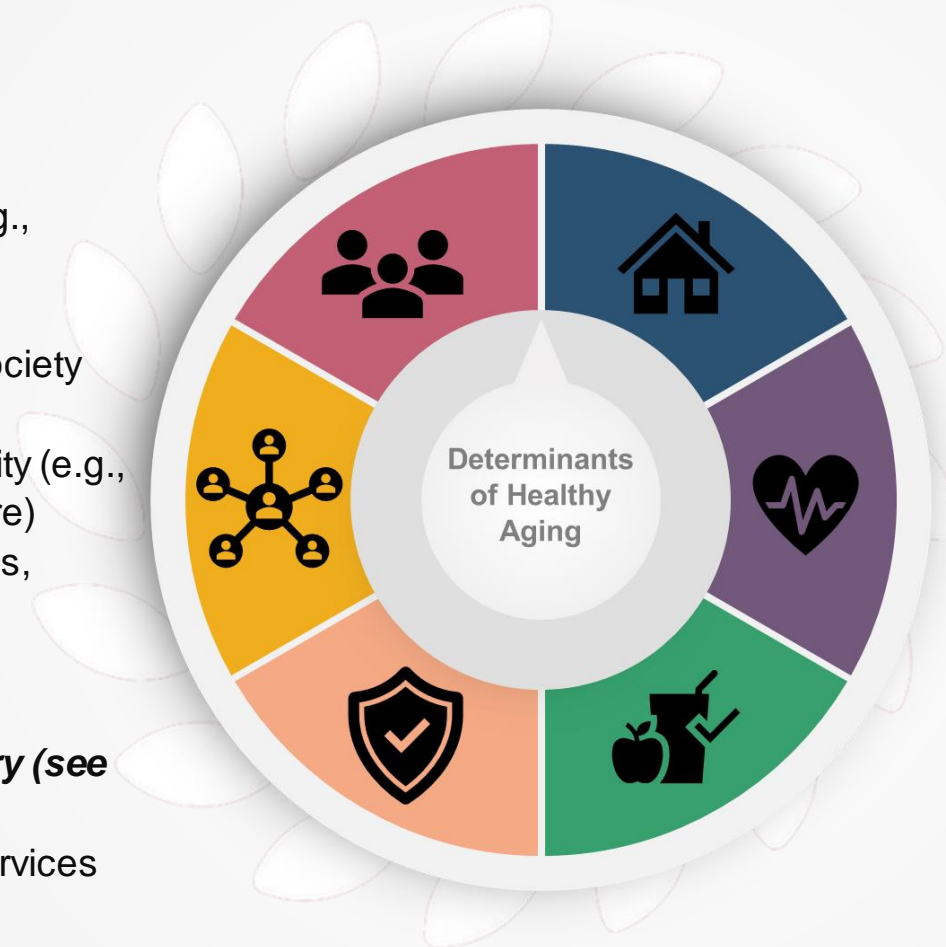 g.,
ociety
ity (e.g.,
re)
s,
ry (see
rvices
Determinants
of Healthy
Aging